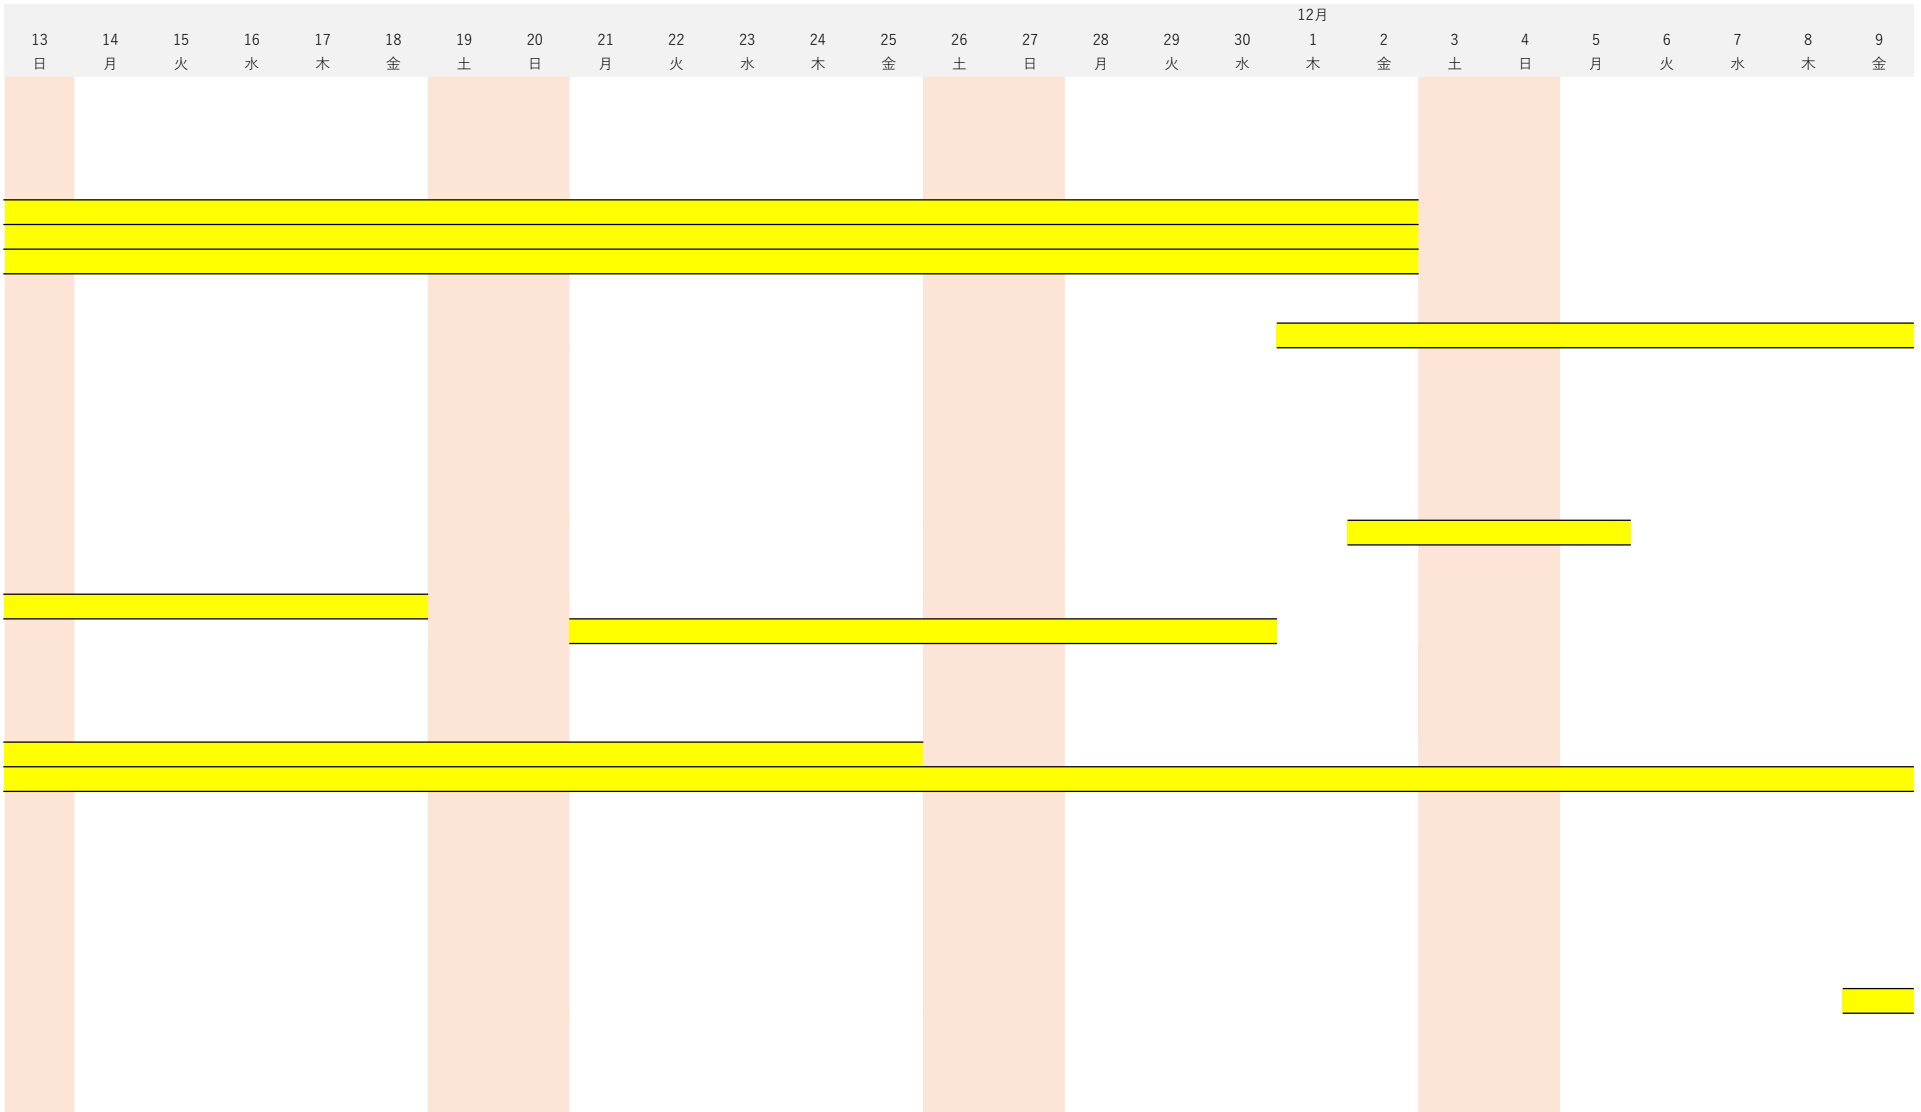 12月
13 14 15 16 17 18 19 20 21 22 23 24 25 26 27 28 29 30 1 2 3 4 5 6 7 8 9
日 月 火 水 木 金 土 日 月 火 水 木 金 土 日 月 火 水 木 金 土 日 月 火 水 木 金